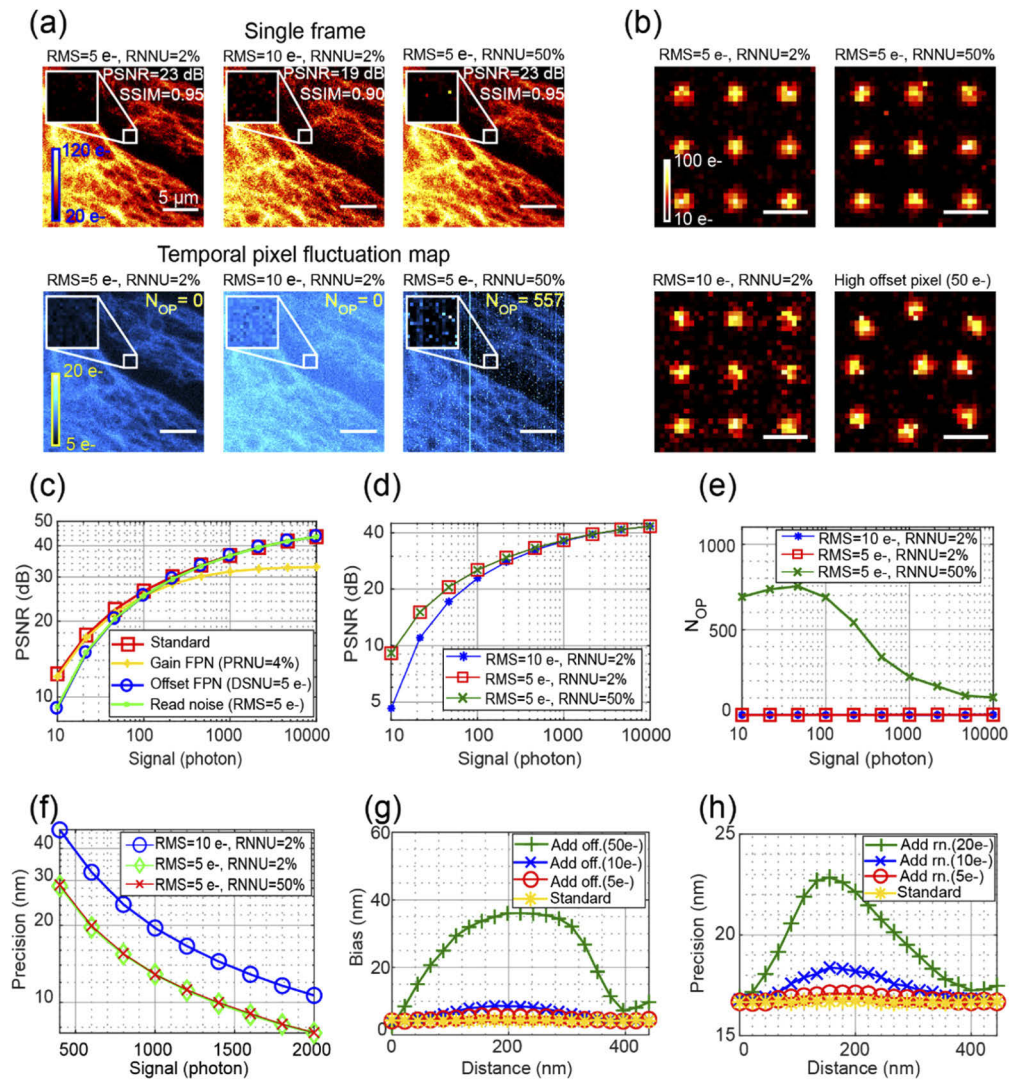 (a)
Single frame
RMS=5 e-, RNNU=2%
RMS=10 e-, RNNU=2%
RMS=5 e-, RNNU=50%
PSNR=23 dB
SSIM=0.95
PSNR=19 dB
SSIM=0.90
PSNR=23 dB
SSIM=0.95
120 e-
20 e-
5 μm
Temporal pixel fluctuation map
RMS=5 e-, RNNU=2%
RMS=10 e-, RNNU=2%
RMS=5 e-, RNNU=50%
NOP = 0
NOP = 0
NOP = 557
20 e-
5 e-
(b)
RMS=5 e-, RNNU=2%
RMS=5 e-, RNNU=50%
100 e-
10 e-
RMS=10 e-, RNNU=2%
High offset pixel (50 e-)
(c)
PSNR (dB)
50
40
30
20
10
Standard
Gain FPN (PRNU=4%)
Offset FPN (DSNU=5 e-)
Read noise (RMS=5 e-)
10
100
1000
10000
Signal (photon)
(d)
PSNR (dB)
40
20
10
5
RMS=10 e-, RNNU=2%
RMS=5 e-, RNNU=2%
RMS=5 e-, RNNU=50%
10
100
1000
10000
Signal (photon)
(e)
NOP
1000
750
500
250
0
RMS=10 e-, RNNU=2%
RMS=5 e-, RNNU=2%
RMS=5 e-, RNNU=50%
10
100
1000
10000
Signal (photon)
(f)
Precision (nm)
40
30
20
10
RMS=10 e-, RNNU=2%
RMS=5 e-, RNNU=2%
RMS=5 e-, RNNU=50%
500
1000
1500
2000
Signal (photon)
(g)
Bias (nm)
60
40
20
0
Add off.(50e-)
Add off.(10e-)
Add off.(5e-)
Standard
0
200
400
Distance (nm)
(h)
Precision (nm)
25
20
15
Add rn.(20e-)
Add rn.(10e-)
Add rn.(5e-)
Standard
0
200
400
Distance (nm)